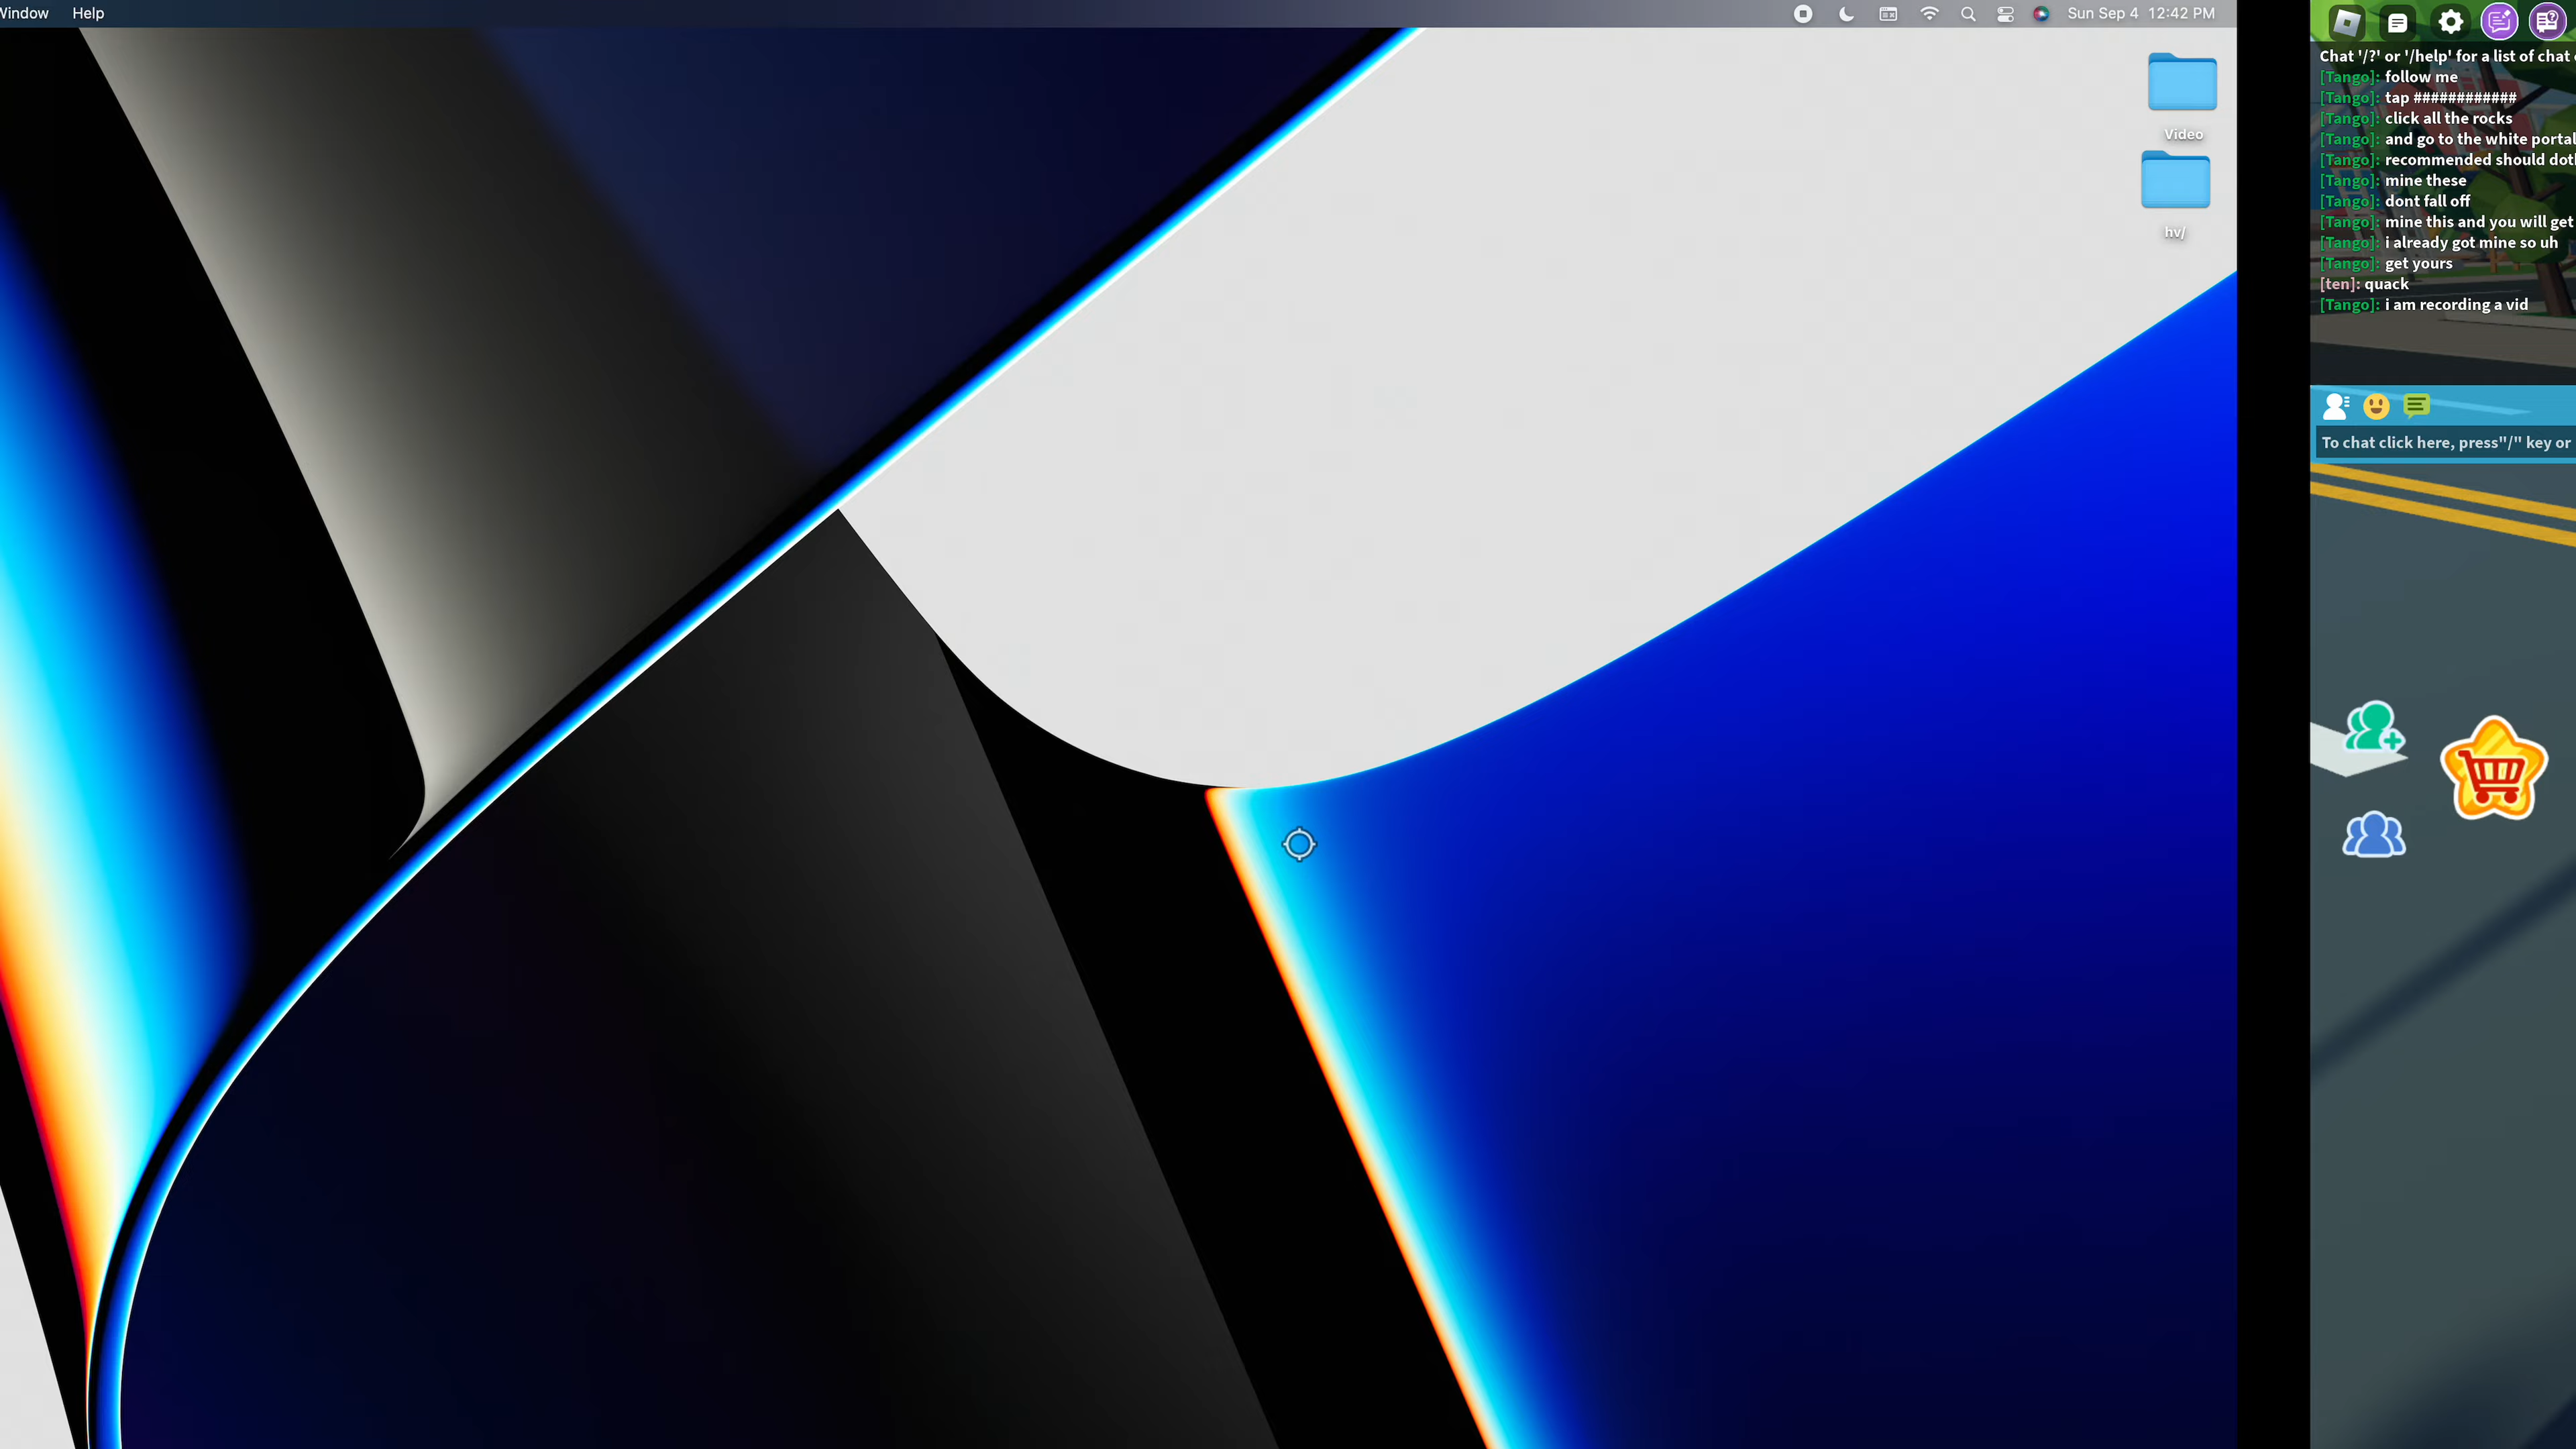 Window Help
Sun Sep 4 12:42 PM
Video
hv/
Chat '/?' or '/help' for a list of chat
[Tango]: follow me
[Tango]: tap ############
[Tango]: click all the rocks
[Tango]: and go to the white portal
[Tango]: recommended should dot
[Tango]: mine these
[Tango]: dont fall off
[Tango]: mine this and you will get
[Tango]: i already got mine so uh
[Tango]: get yours
[ten]: quack
[Tango]: i am recording a vid
To chat click here, press"/" key or